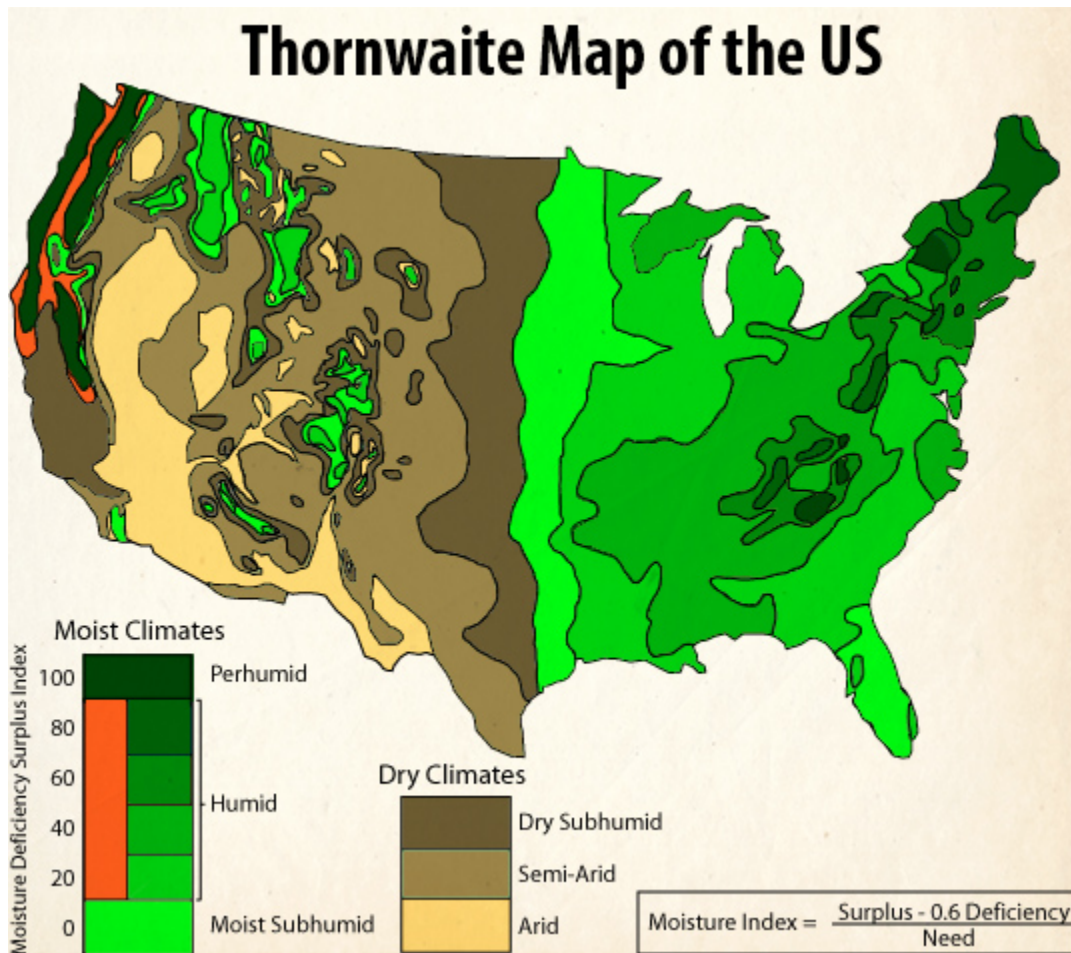 Thornwaite Map of the US
Moist Climates
Moisture Deficiency Surplus Index
100
80
60
40
20
0
Perhumid
Humid
Moist Subhumid
Dry Climates
Dry Subhumid
Semi-Arid
Arid
Moisture Index = Surplus - 0.6 Deficiency
Need